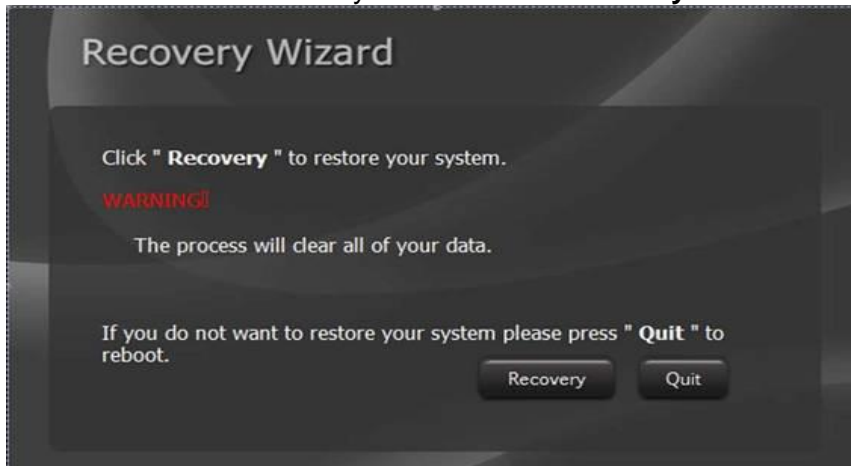 Recovery Wizard
Click " Recovery " to restore your system.
WARNING
The process will clear all of your data.
If you do not want to restore your system please press " Quit " to
reboot.
Recovery Quit